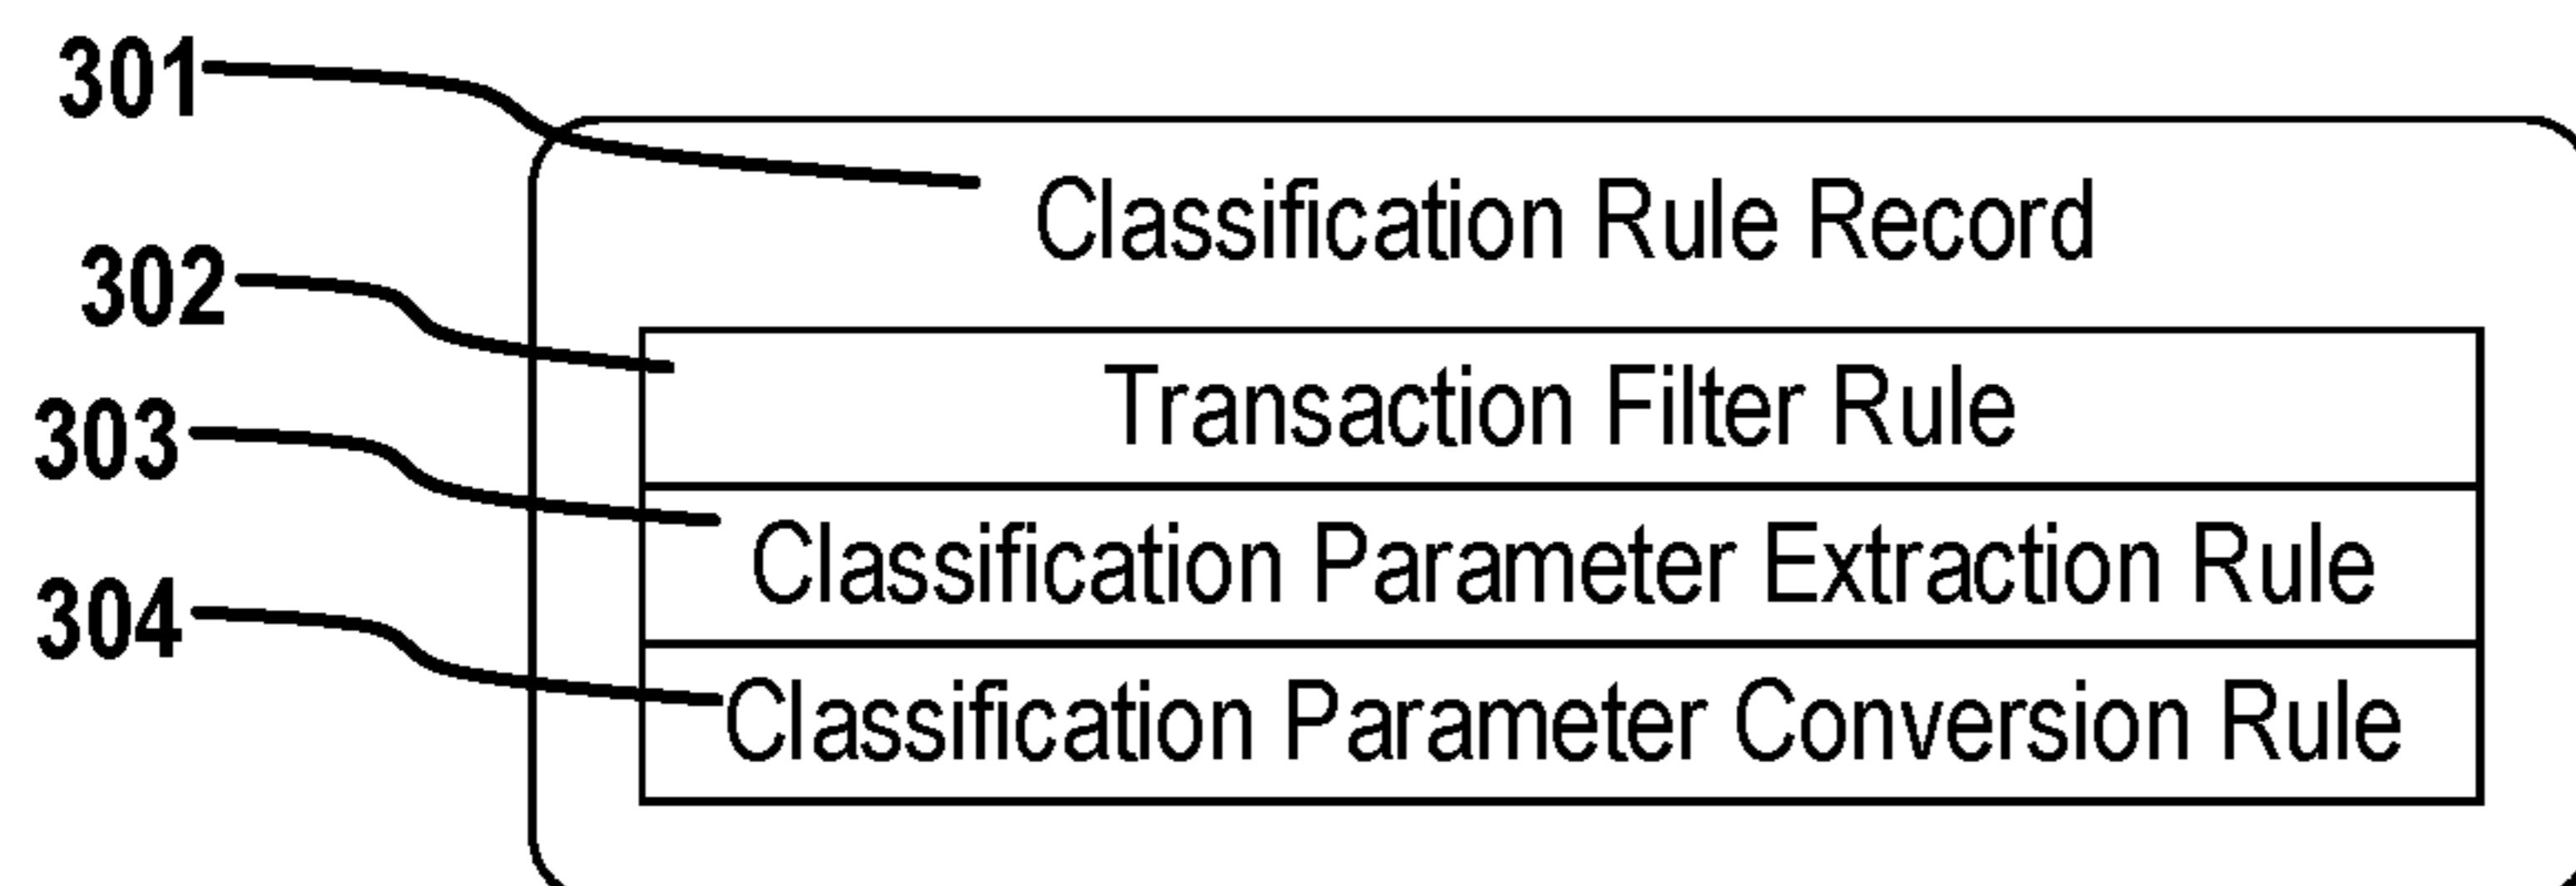 301
Classification Rule Record
302
Transaction Filter Rule
303
Classification Parameter Extraction Rule
304
Classification Parameter Conversion Rule